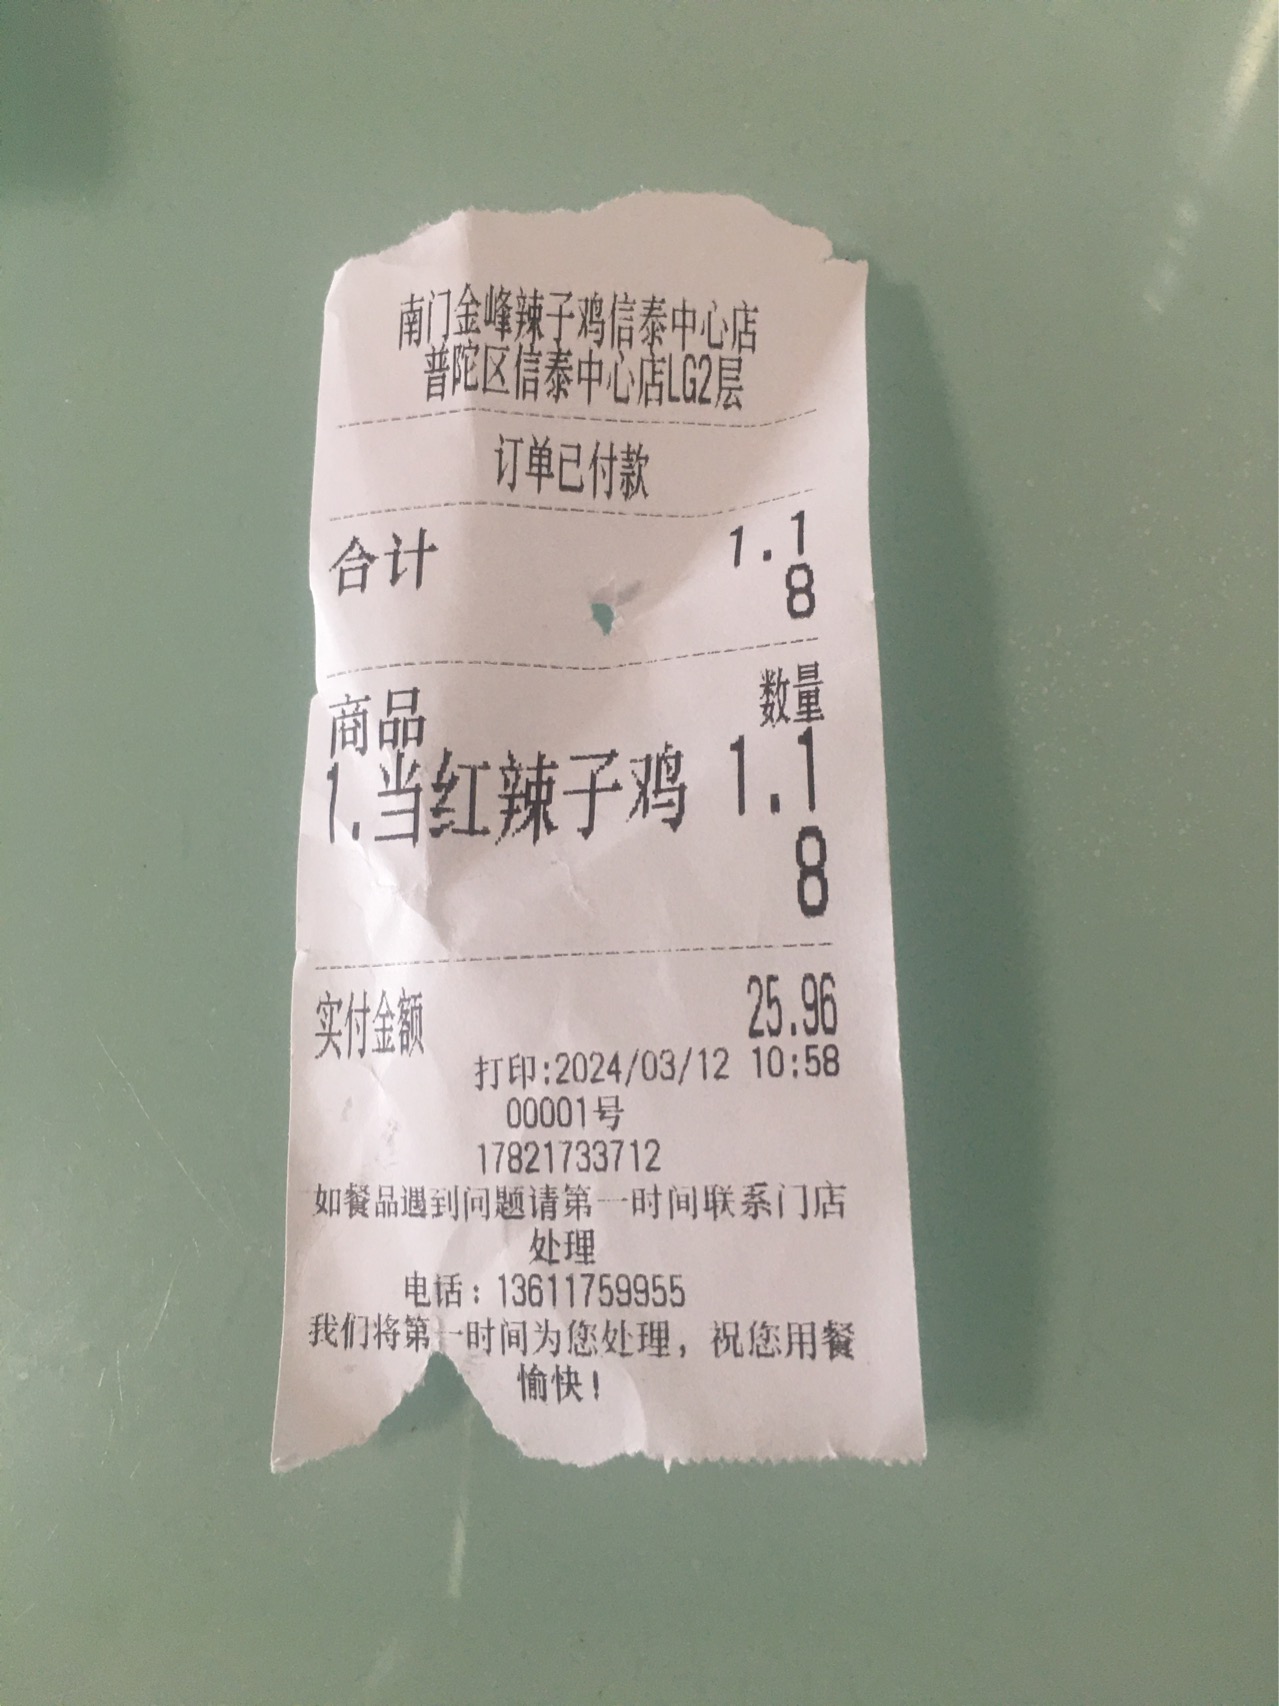 南门金峰辣子鸡信泰中心店
普陀区信泰中心店LG2层
订单已付款
合计 1.1
8
商品 数量
1.当红辣子鸡 1.1
8
实付金额 25.96
打印:2024/03/12 10:58
00001号
17821733712
如餐品遇到问题请第一时间联系门店
处理
电话：13611759955
我们将第一时间为您处理，祝您用餐
愉快！